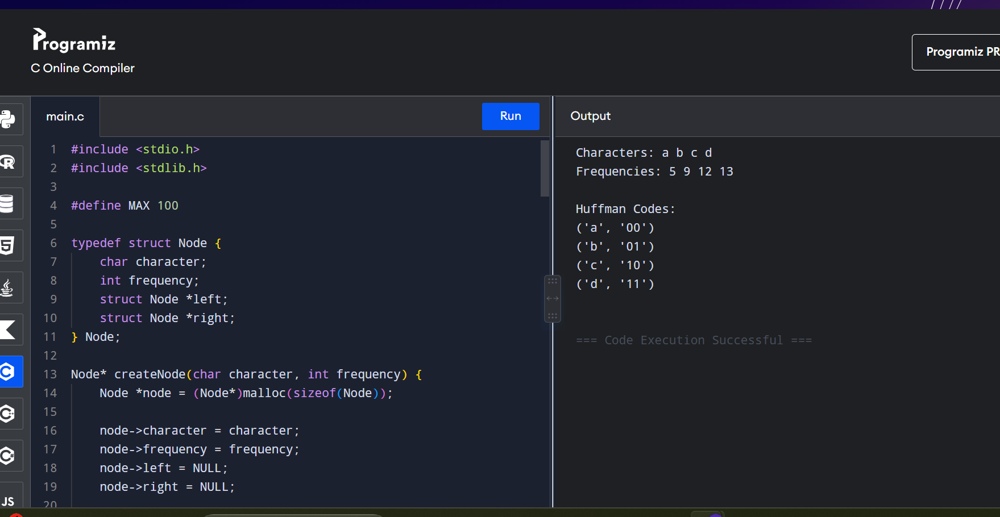 Programiz
C Online Compiler
Programiz PR
main.c
Run
Output
1 #include <stdio.h>
2 #include <stdlib.h>
3
4 #define MAX 100
5
6 typedef struct Node {
7     char character;
8     int frequency;
9     struct Node *left;
10     struct Node *right;
11 } Node;
12
13 Node* createNode(char character, int frequency) {
14     Node *node = (Node*)malloc(sizeof(Node));
15
16     node->character = character;
17     node->frequency = frequency;
18     node->left = NULL;
19     node->right = NULL;
20
JS
Characters: a b c d
Frequencies: 5 9 12 13
Huffman Codes:
('a', '00')
('b', '01')
('c', '10')
('d', '11')
=== Code Execution Successful ===